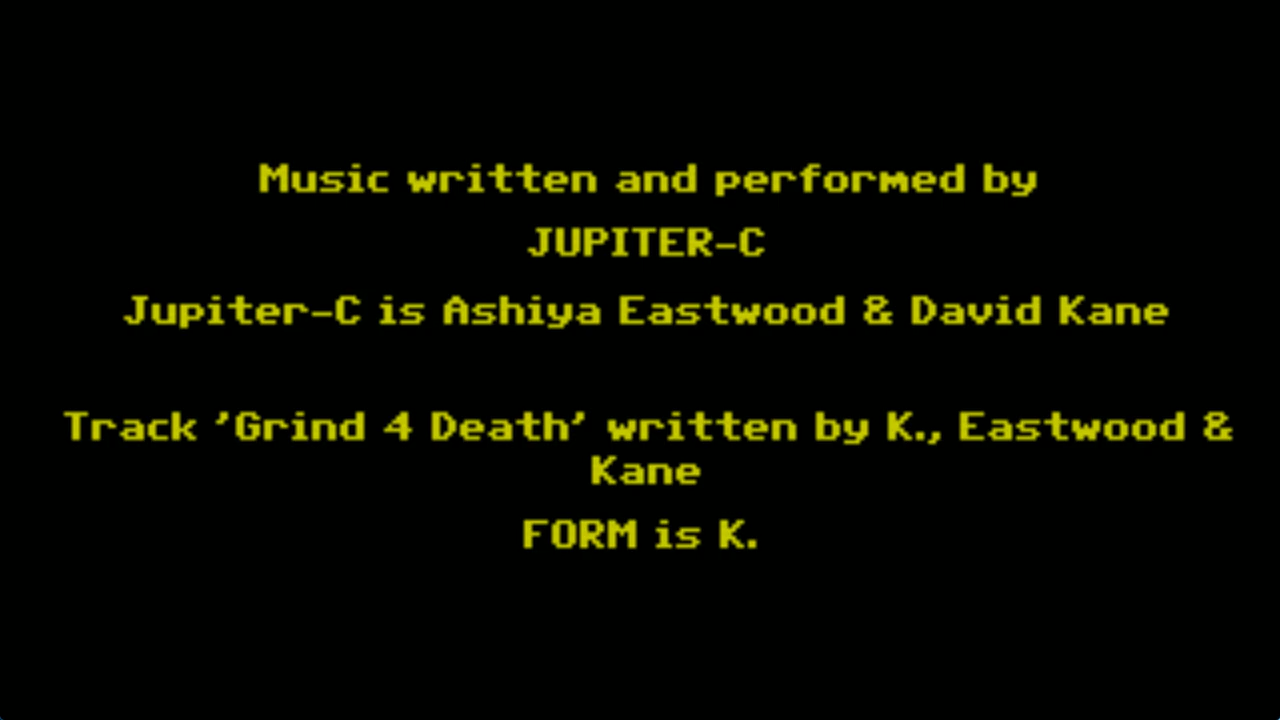 Music written and performed by
JUPITER-C
Jupiter-C is Ashiya Eastwood & David Kane
Track 'Grind 4 Death' written by K., Eastwood &
Kane
FORM is K.